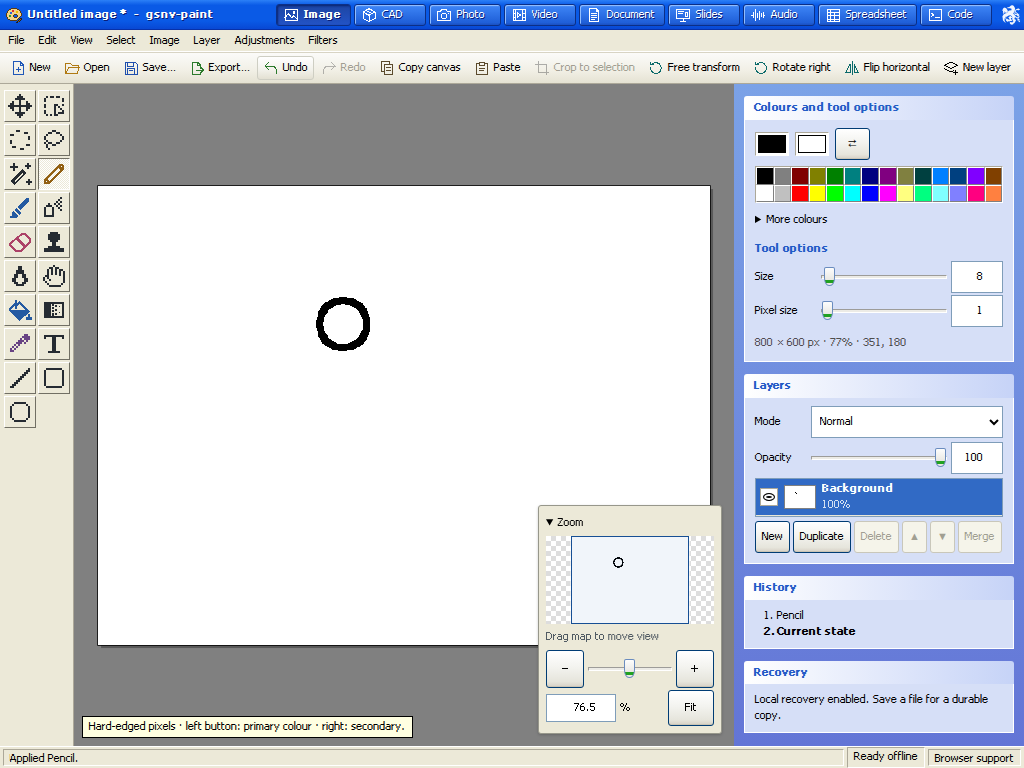 Untitled image * - gsnv-paint
Image
CAD
Photo
Video
Document
Slides
Audio
Spreadsheet
Code
File Edit View Select Image Layer Adjustments Filters
New
Open
Save...
Export...
Undo
Redo
Copy canvas
Paste
Crop to selection
Free transform
Rotate right
Flip horizontal
New layer
Colours and tool options
More colours
Tool options
Size 8
Pixel size 1
800 × 600 px · 77% · 351, 180
Layers
Mode Normal
Opacity 100
Background
100%
New Duplicate Delete ▲ ▼ Merge
History
1. Pencil
2. Current state
Recovery
Local recovery enabled. Save a file for a durable
copy.
▼ Zoom
Drag map to move view
− +
76.5 % Fit
Hard-edged pixels · left button: primary colour · right: secondary.
Applied Pencil.
Ready offline
Browser support